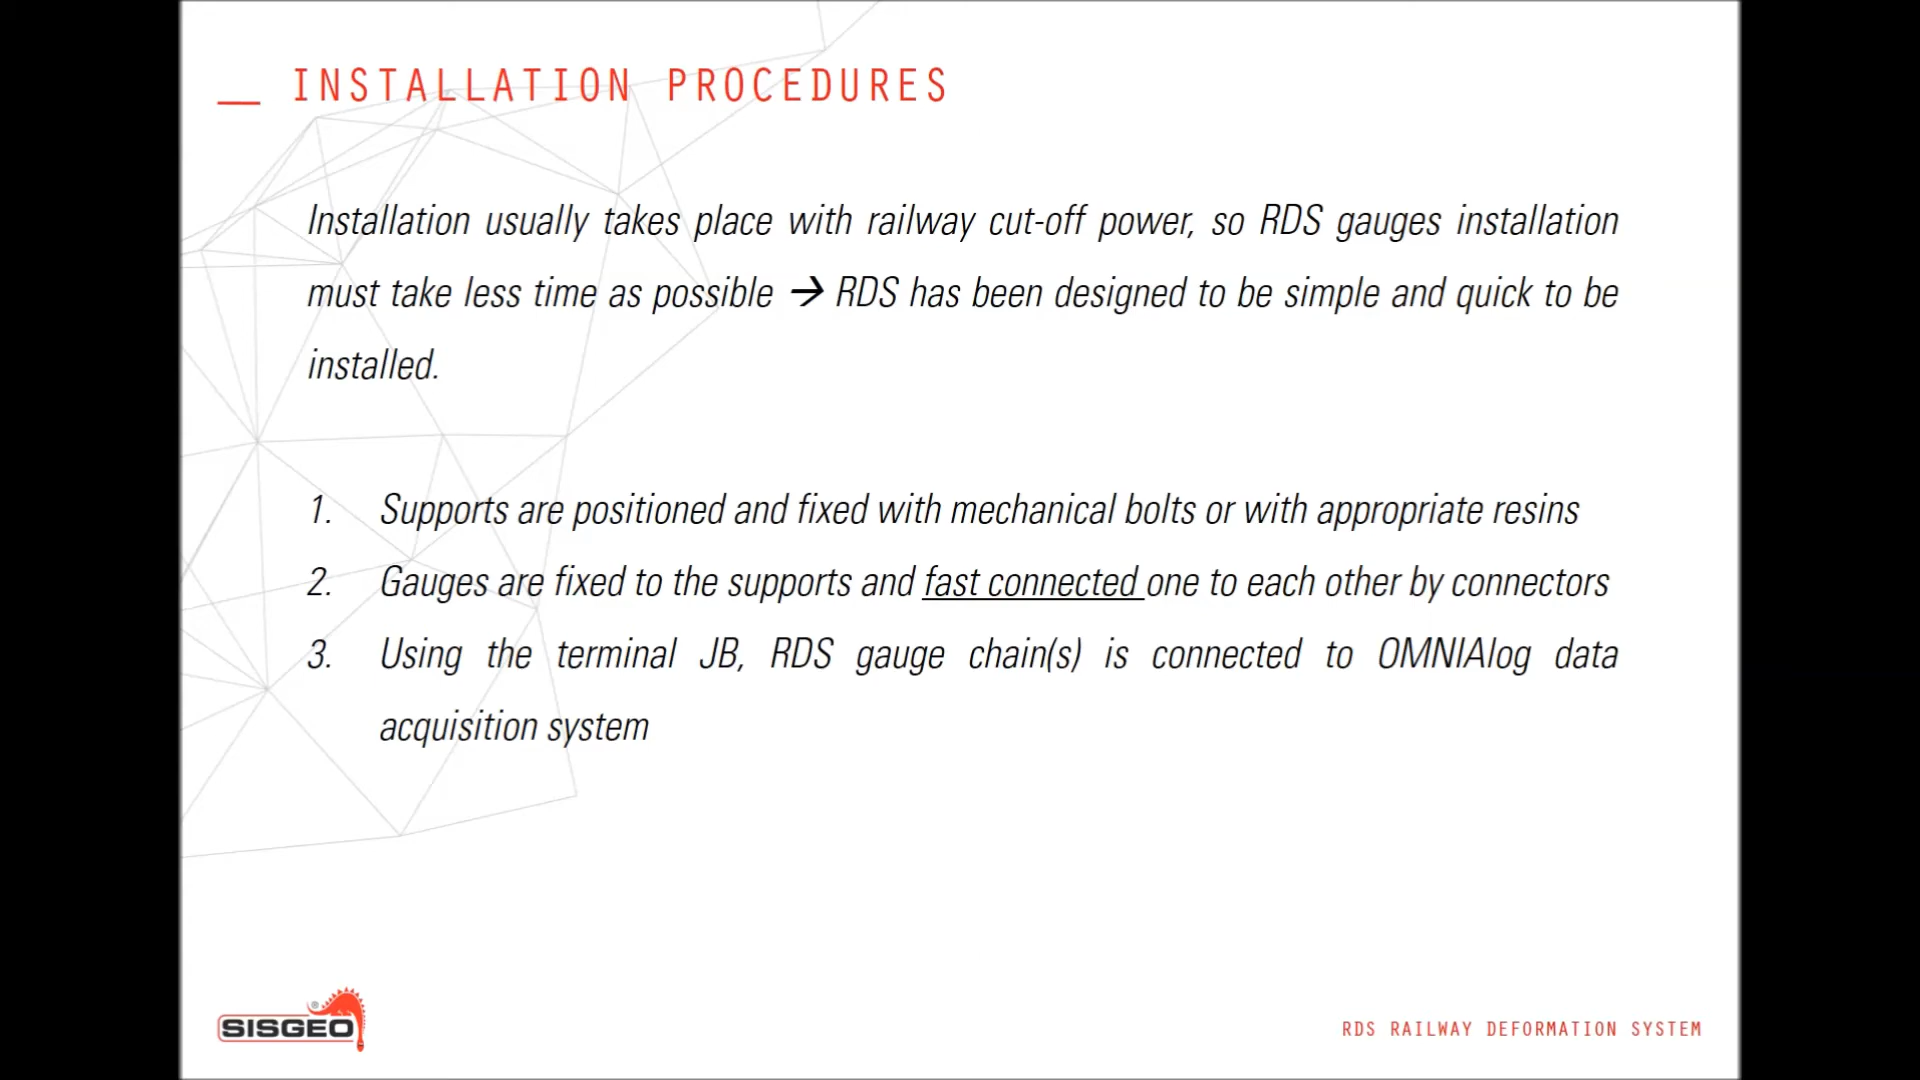 __ INSTALLATION PROCEDURES
Installation usually takes place with railway cut-off power, so RDS gauges installation
must take less time as possible → RDS has been designed to be simple and quick to be
installed.
1. Supports are positioned and fixed with mechanical bolts or with appropriate resins
2. Gauges are fixed to the supports and fast connected one to each other by connectors
3. Using the terminal JB, RDS gauge chain(s) is connected to OMNIAlog data
acquisition system
SISGEO®
RDS RAILWAY DEFORMATION SYSTEM